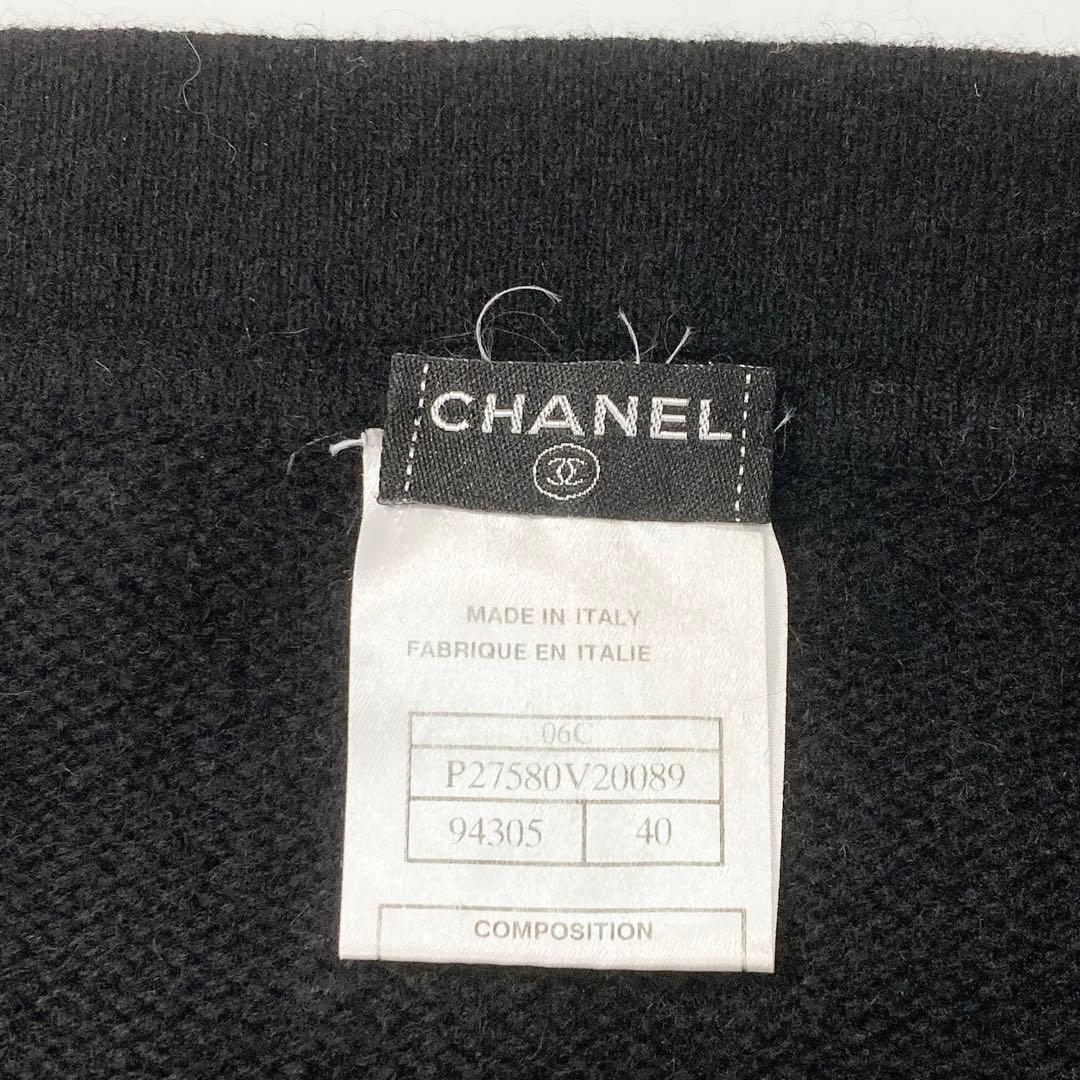 CHANEL
MADE IN ITALY
FABRIQUE EN ITALIE
06C
P27580V20089
94305 40
COMPOSITION